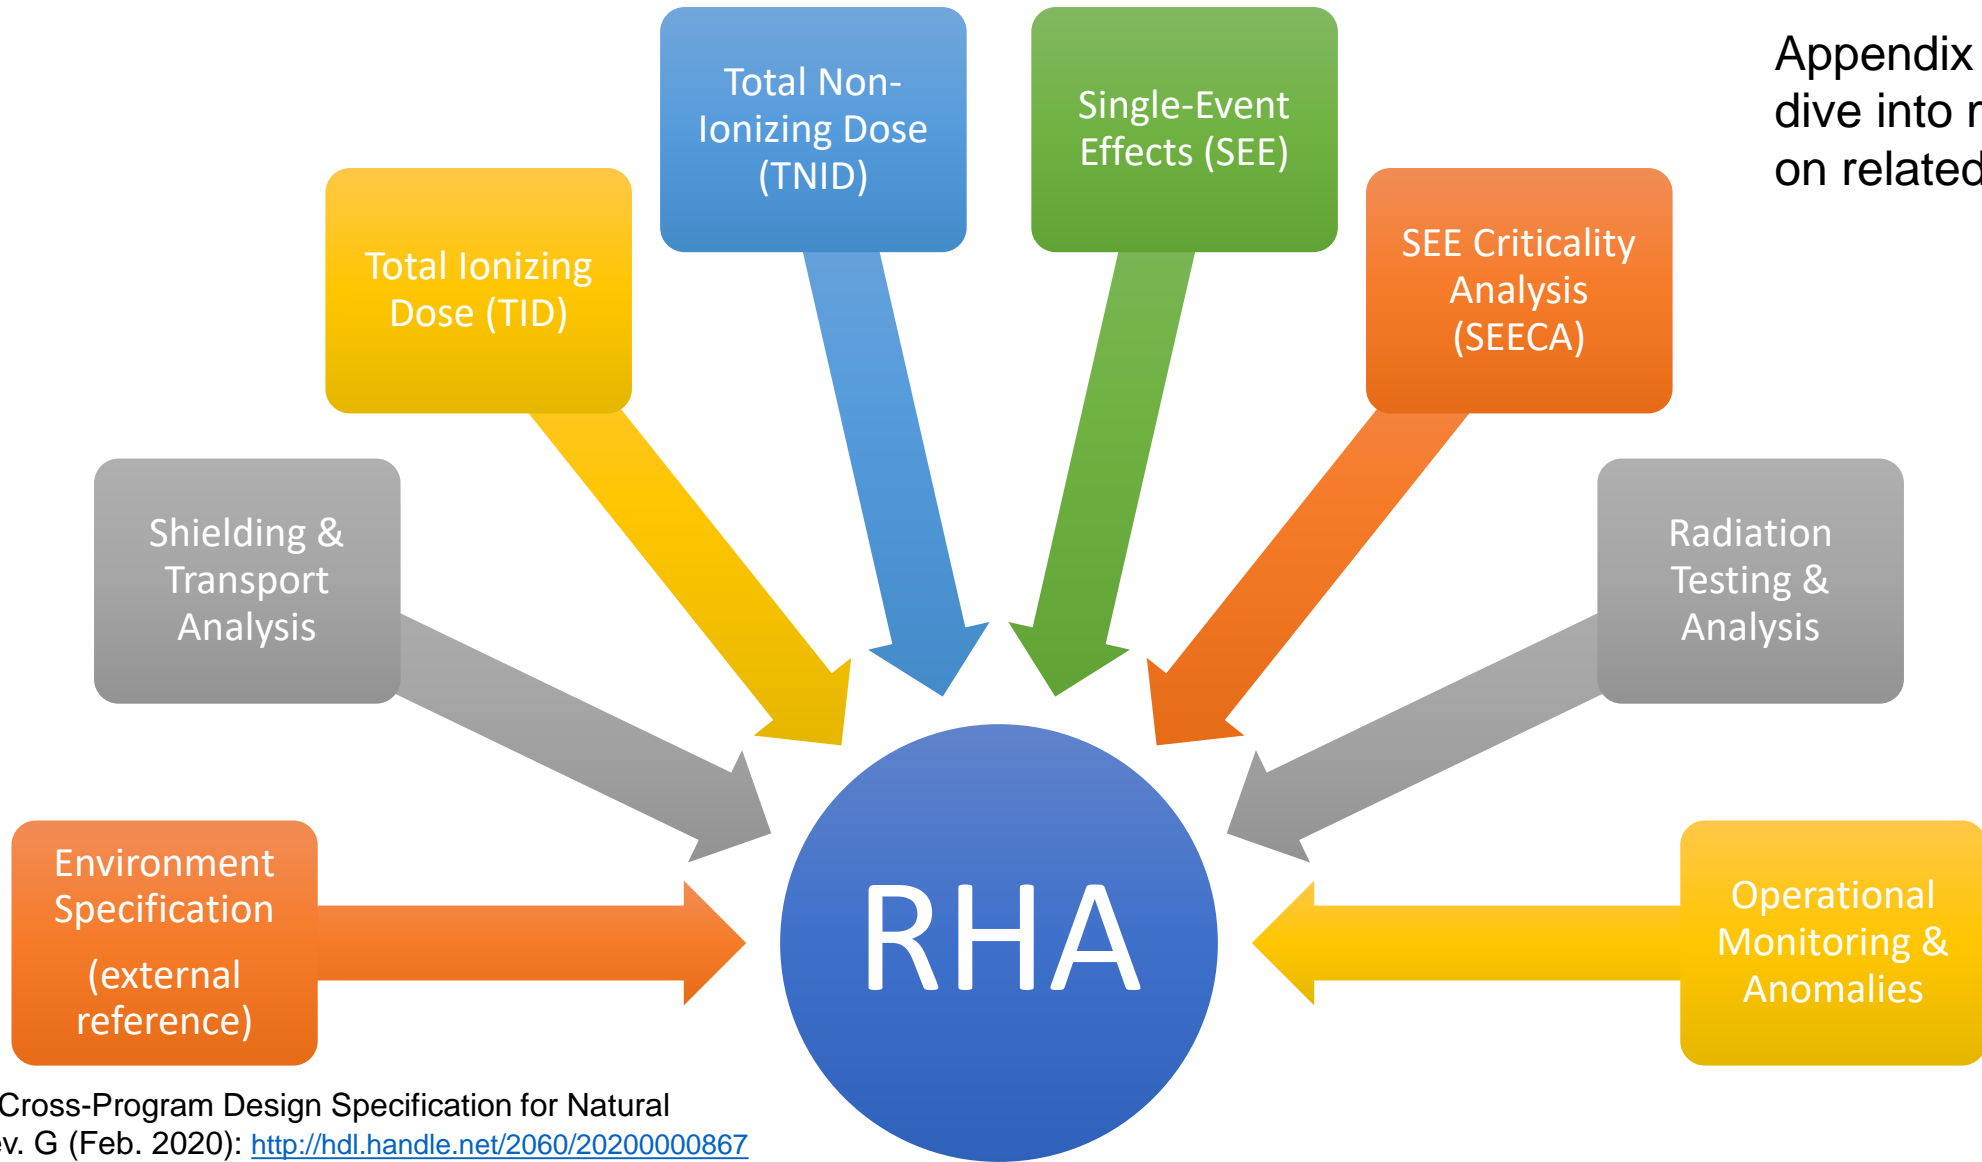 Total Non-
Ionizing Dose
(TNID)
Single-Event
Effects (SEE)
Appendix
dive into
on related
Total Ionizing
Dose (TID)
SEE Criticality
Analysis
(SEECA)
Shielding &
Transport
Analysis
Radiation
Testing &
Analysis
Environment
Specification
(external
reference)
RHA
Operational
Monitoring &
Anomalies
Cross-Program Design Specification for Natural
v. G (Feb. 2020): http://hdl.handle.net/2060/20200000867